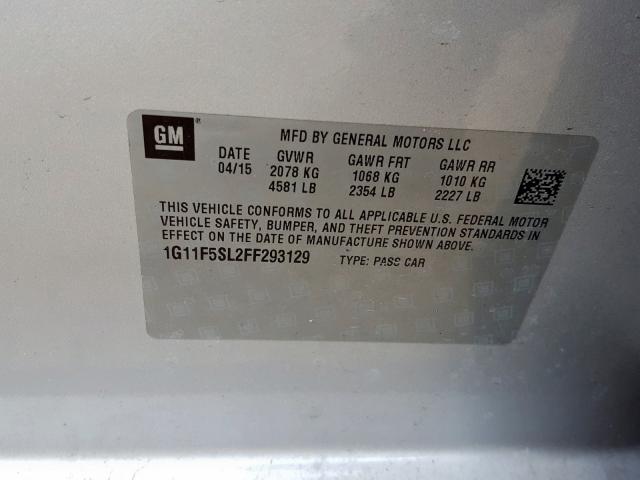 GM
MFD BY GENERAL MOTORS LLC
DATE GVWR GAWR FRT GAWR RR
04/15 2078 KG 1068 KG 1010 KG
4581 LB 2354 LB 2227 LB
THIS VEHICLE CONFORMS TO ALL APPLICABLE U.S. FEDERAL MOTOR
VEHICLE SAFETY, BUMPER, AND THEFT PREVENTION STANDARDS IN
EFFECT ON THE DATE OF MANUFACTURE SHOWN ABOVE.
1G11F5SL2FF293129 TYPE: PASS CAR